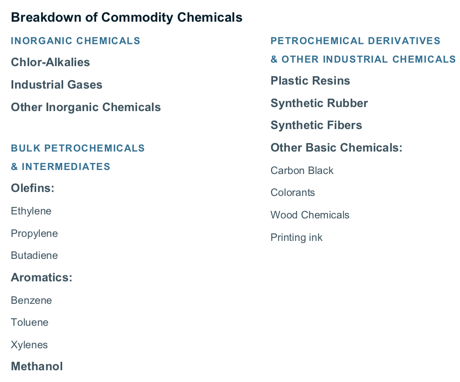 Breakdown of Commodity Chemicals
INORGANIC CHEMICALS
Chlor-Alkalies
Industrial Gases
Other Inorganic Chemicals
BULK PETROCHEMICALS
& INTERMEDIATES
Olefins:
Ethylene
Propylene
Butadiene
Aromatics:
Benzene
Toluene
Xylenes
Methanol
PETROCHEMICAL DERIVATIVES
& OTHER INDUSTRIAL CHEMICALS
Plastic Resins
Synthetic Rubber
Synthetic Fibers
Other Basic Chemicals:
Carbon Black
Colorants
Wood Chemicals
Printing ink